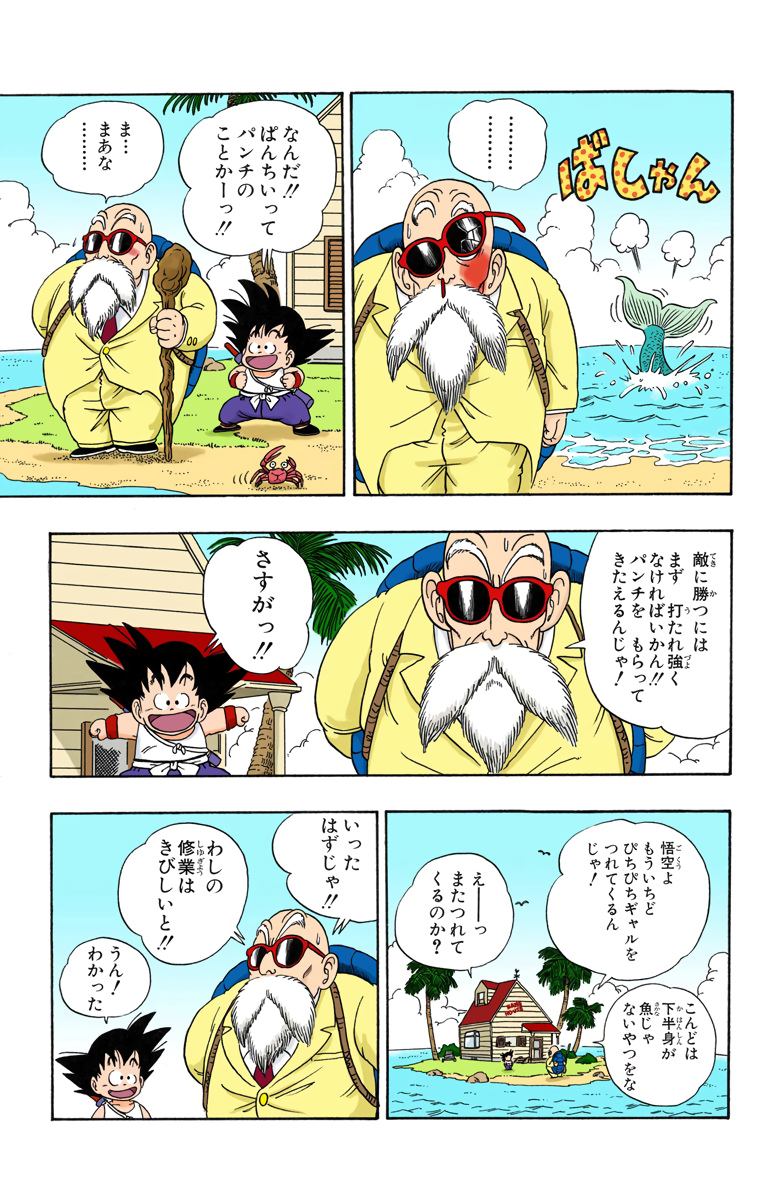 ………
………
ばしゃん
なんだ!!
ぱんちいって
パンチの
ことかーっ!!
ま…
まあな
………
敵に勝つには
まず 打たれ強く
なければいかん!!
パンチを もらって
きたえるんじゃ!
さすがっ!!
悟空よ
もういちど
ぴちぴちギャルを
つれてくるん
じゃ!
こんどは
下半身が
魚じゃ
ないやつをな
えーーっ
またつれて
くるのか?
KAME
HOUSE
いった
はずじゃ!!
わしの
修業は
きびしいと!!
うん!
わかった